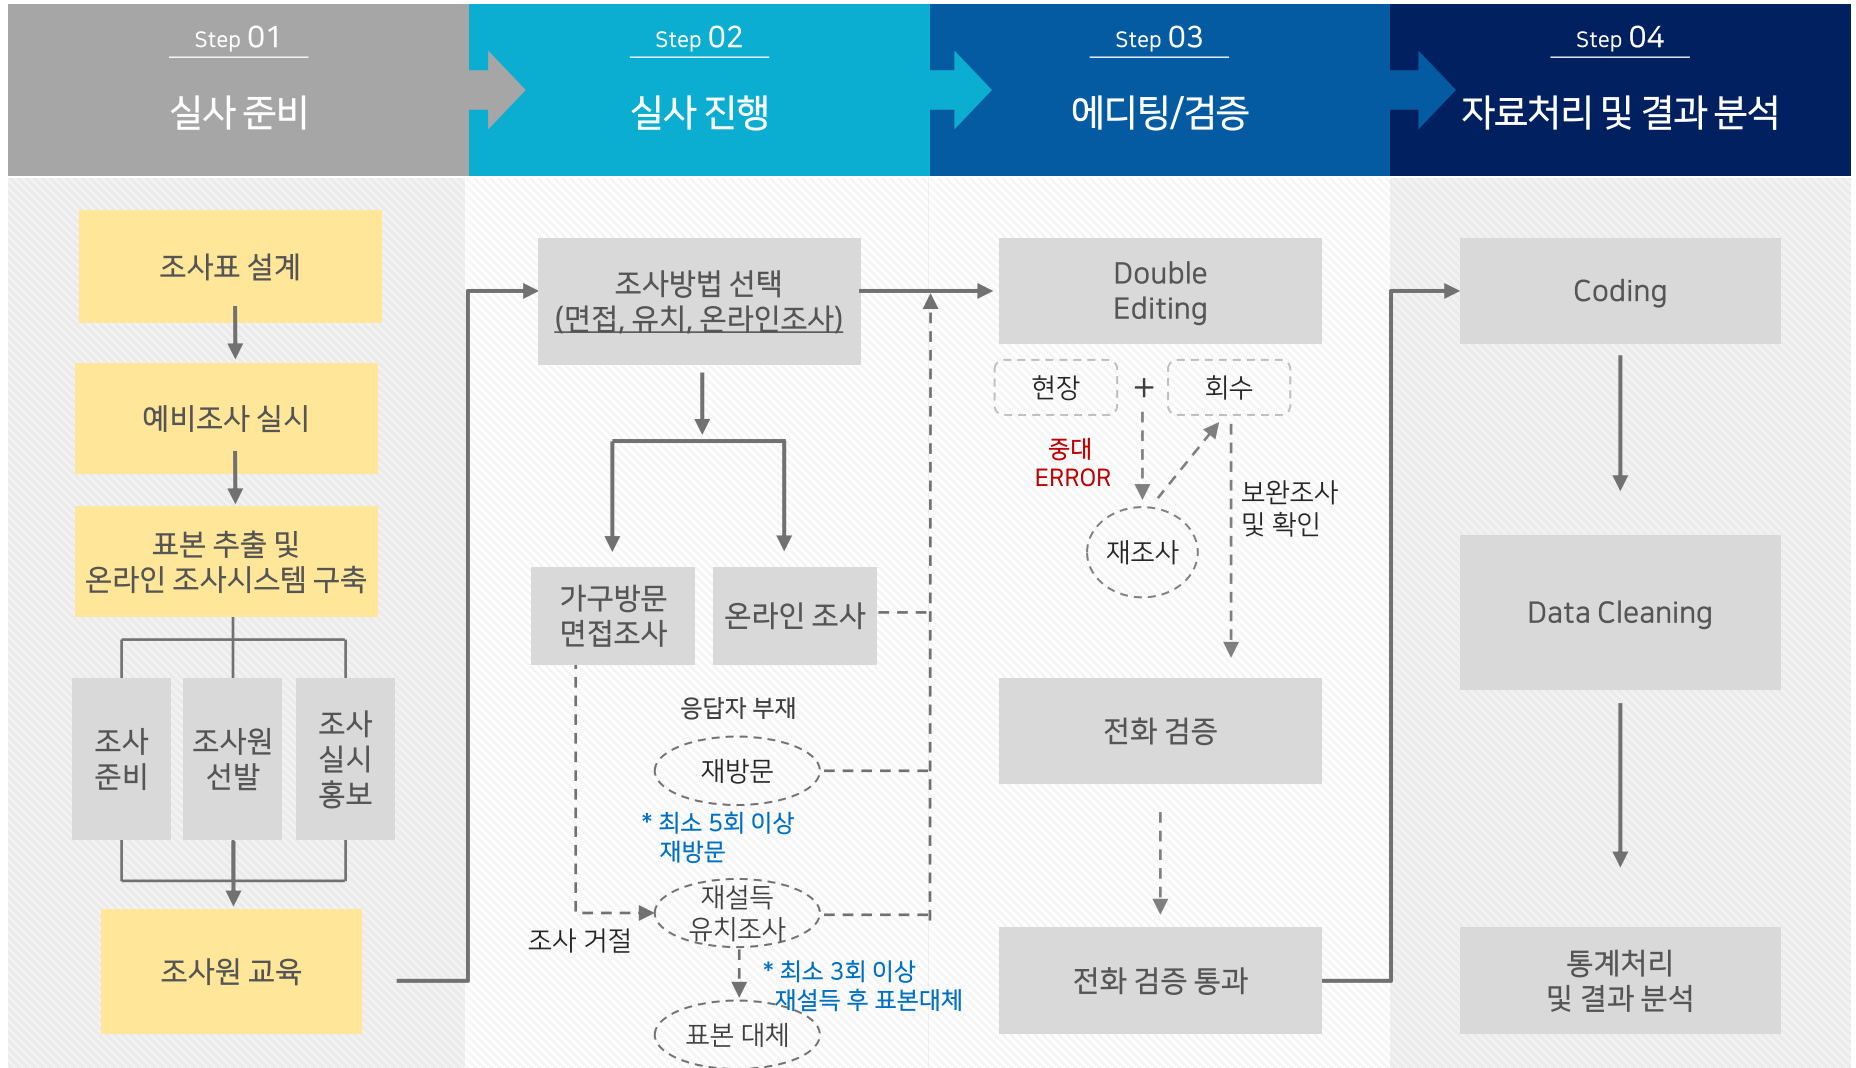 Step 01
실사 준비
Step 02
실사 진행
Step 03
에디팅/검증
Step 04
자료처리 및 결과 분석
조사표 설계
예비조사 실시
표본 추출 및
온라인 조사시스템 구축
조사
준비
조사원
선발
조사
실시
홍보
조사원 교육
조사방법 선택
(면접, 유치, 온라인조사)
가구방문
면접조사
온라인 조사
응답자 부재
재방문
* 최소 5회 이상
재방문
재설득
유치조사
조사 거절
* 최소 3회 이상
재설득 후 표본대체
표본 대체
Double
Editing
현장
+
회수
중대
ERROR
재조사
보완조사
및 확인
전화 검증
전화 검증 통과
Coding
Data Cleaning
통계처리
및 결과 분석